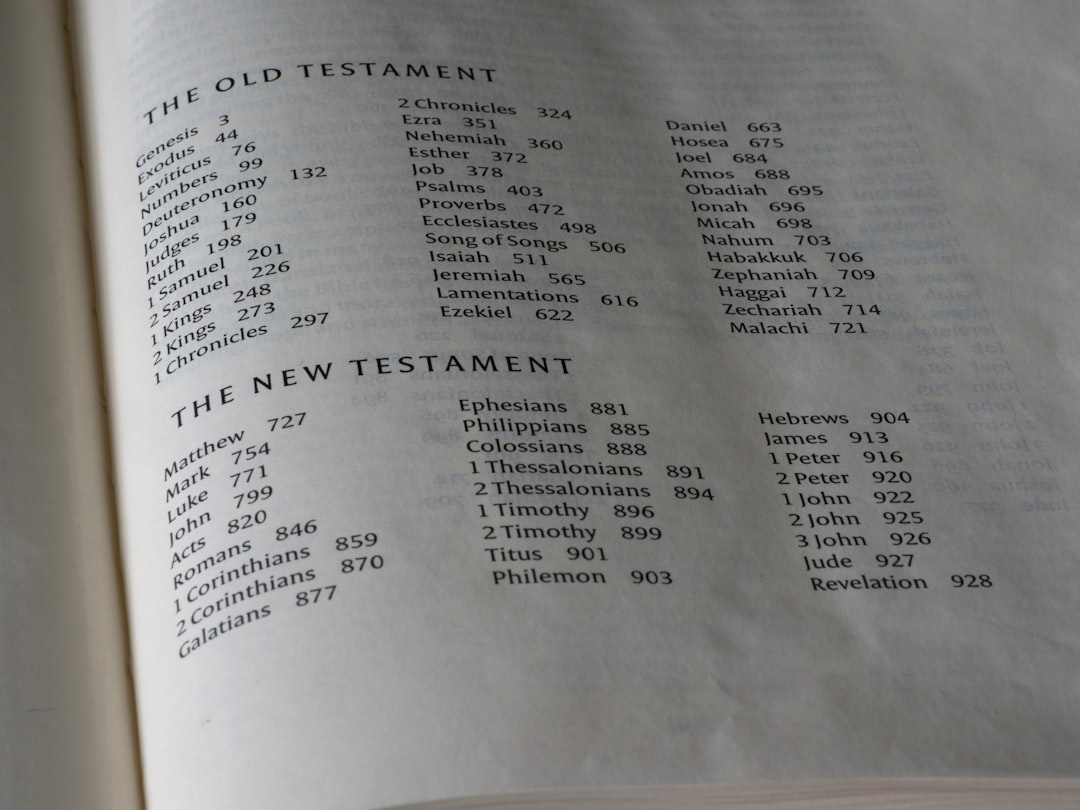 THE OLD TESTAMENT
Genesis 3
Exodus 44
Leviticus 76
Numbers 99
Deuteronomy 132
Joshua 160
Judges 179
Ruth 198
1 Samuel 201
2 Samuel 226
1 Kings 248
2 Kings 273
1 Chronicles 297
2 Chronicles 324
Ezra 351
Nehemiah 360
Esther 372
Job 378
Psalms 403
Proverbs 472
Ecclesiastes 498
Song of Songs 506
Isaiah 511
Jeremiah 565
Lamentations 616
Ezekiel 622
Daniel 663
Hosea 675
Joel 684
Amos 688
Obadiah 695
Jonah 696
Micah 698
Nahum 703
Habakkuk 706
Zephaniah 709
Haggai 712
Zechariah 714
Malachi 721
THE NEW TESTAMENT
Matthew 727
Mark 754
Luke 771
John 799
Acts 820
Romans 846
1 Corinthians 859
2 Corinthians 870
Galatians 877
Ephesians 881
Philippians 885
Colossians 888
1 Thessalonians 891
2 Thessalonians 894
1 Timothy 896
2 Timothy 899
Titus 901
Philemon 903
Hebrews 904
James 913
1 Peter 916
2 Peter 920
1 John 922
2 John 925
3 John 926
Jude 927
Revelation 928